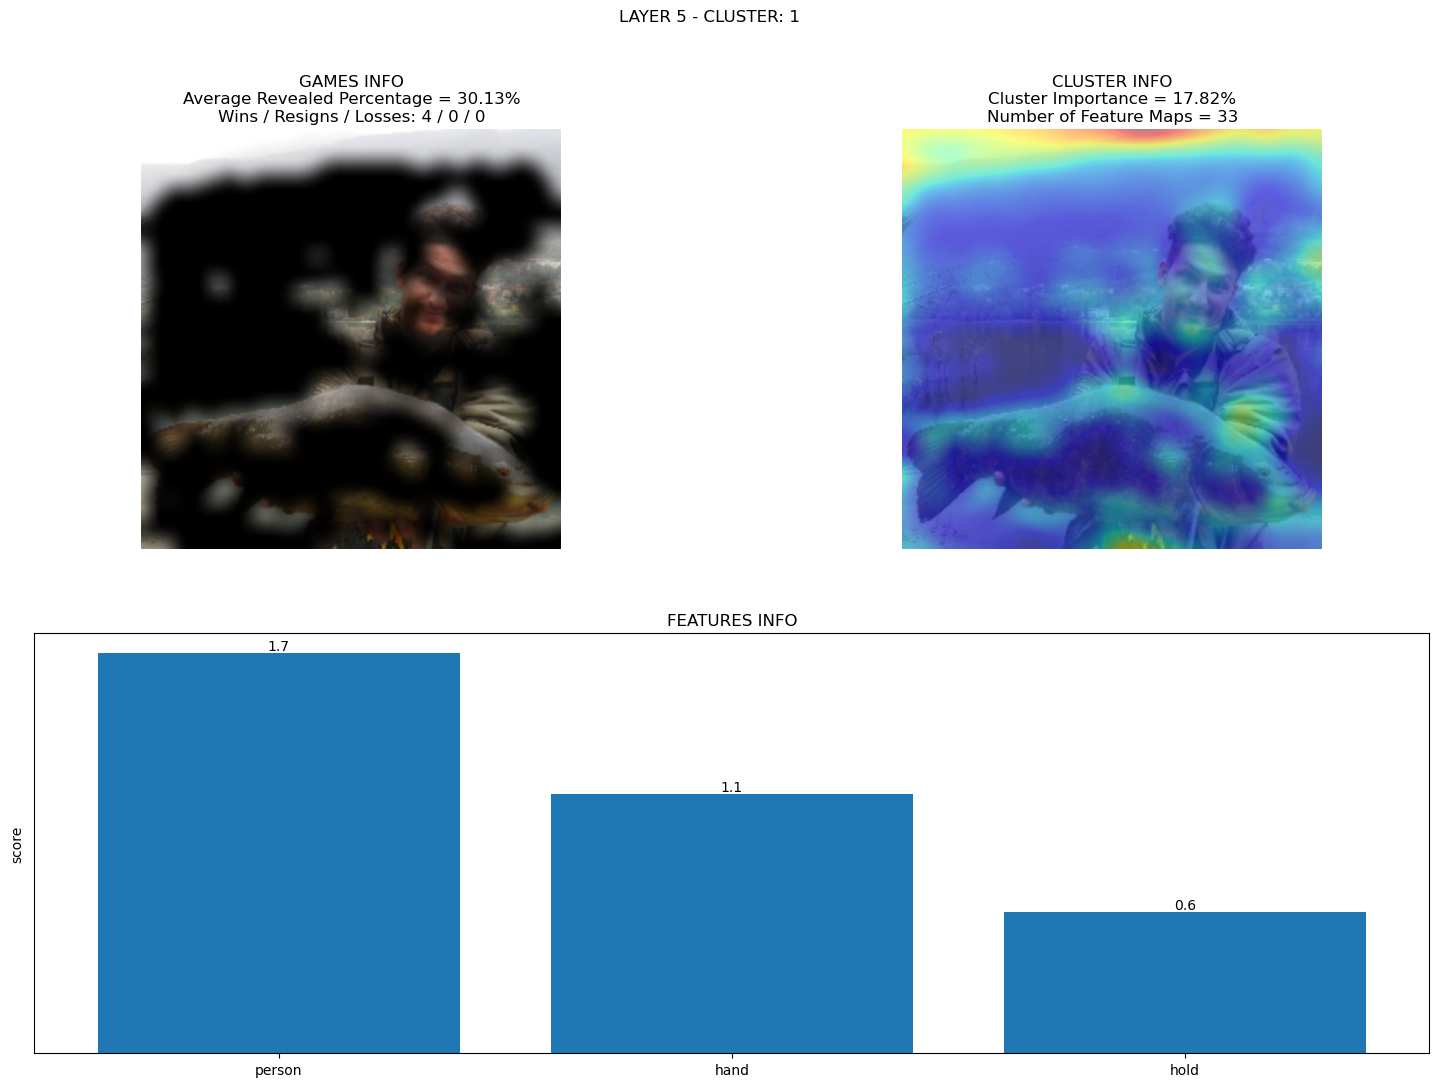 LAYER 5 - CLUSTER: 1
GAMES INFO
Average Revealed Percentage = 30.13%
Wins / Resigns / Losses: 4 / 0 / 0
CLUSTER INFO
Cluster Importance = 17.82%
Number of Feature Maps = 33
FEATURES INFO
score
1.7
1.1
0.6
person
hand
hold